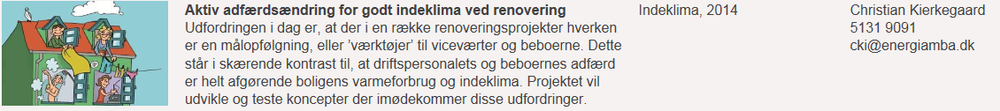 Aktiv adfærdsændring for godt indeklima ved renovering
Udfordringen i dag er, at der i en række renoveringsprojekter hverken
er en målopfølgning, eller ’værktøjer’ til viceværter og beboerne. Dette
står i skærende kontrast til, at driftspersonalets og beboernes adfærd
er helt afgørende boligens varmeforbrug og indeklima. Projektet vil
udvikle og teste koncepter der imødekommer disse udfordringer.
Indeklima, 2014
Christian Kierkegaard
5131 9091
cki@energiamba.dk